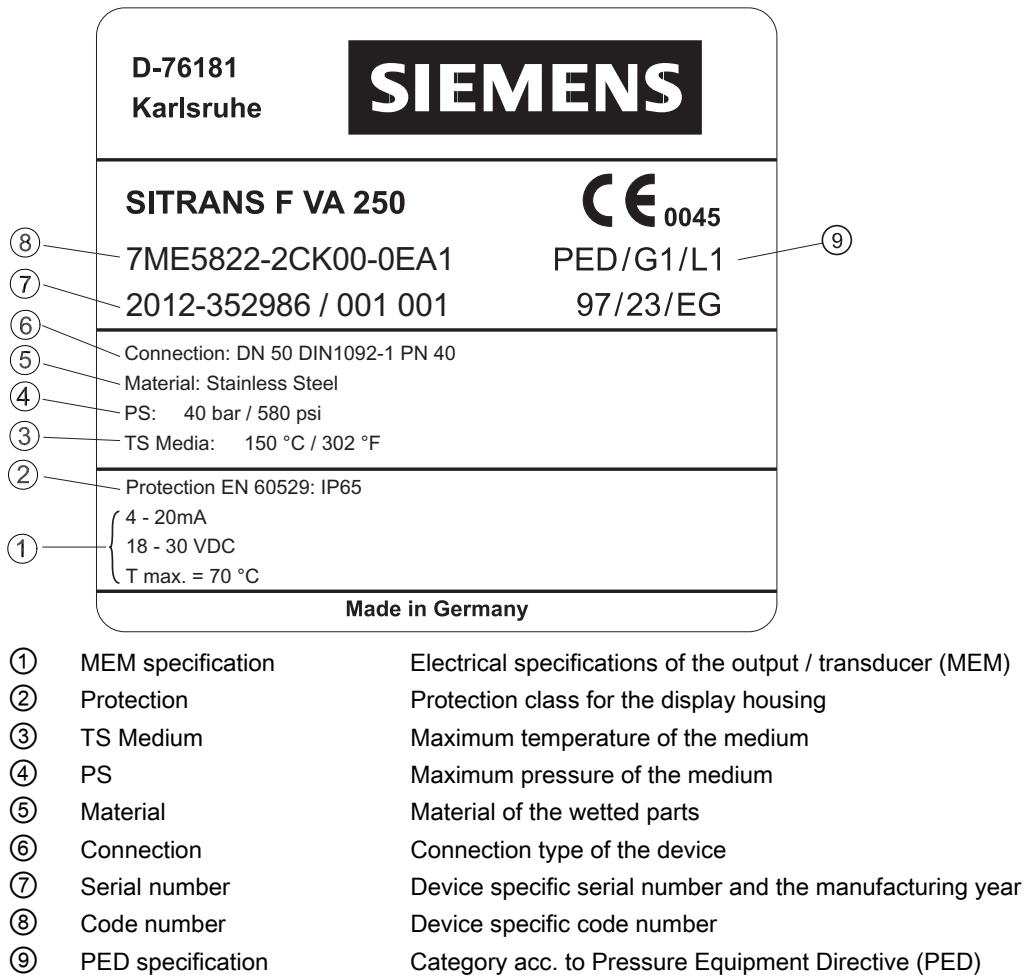 D-76181
Karlsruhe
SIEMENS
SITRANS F VA 250
CE 0045
⑧ 7ME5822-2CK00-0EA1 PED/G1/L1 ⑨
⑦ 2012-352986 / 001 001 97/23/EG
⑥ Connection: DN 50 DIN1092-1 PN 40
⑤ Material: Stainless Steel
④ PS: 40 bar / 580 psi
③ TS Media: 150 °C / 302 °F
② Protection EN 60529: IP65
4 - 20mA
① 18 - 30 VDC
T max. = 70 °C
Made in Germany
① MEM specification Electrical specifications of the output / transducer (MEM)
② Protection Protection class for the display housing
③ TS Medium Maximum temperature of the medium
④ PS Maximum pressure of the medium
⑤ Material Material of the wetted parts
⑥ Connection Connection type of the device
⑦ Serial number Device specific serial number and the manufacturing year
⑧ Code number Device specific code number
⑨ PED specification Category acc. to Pressure Equipment Directive (PED)